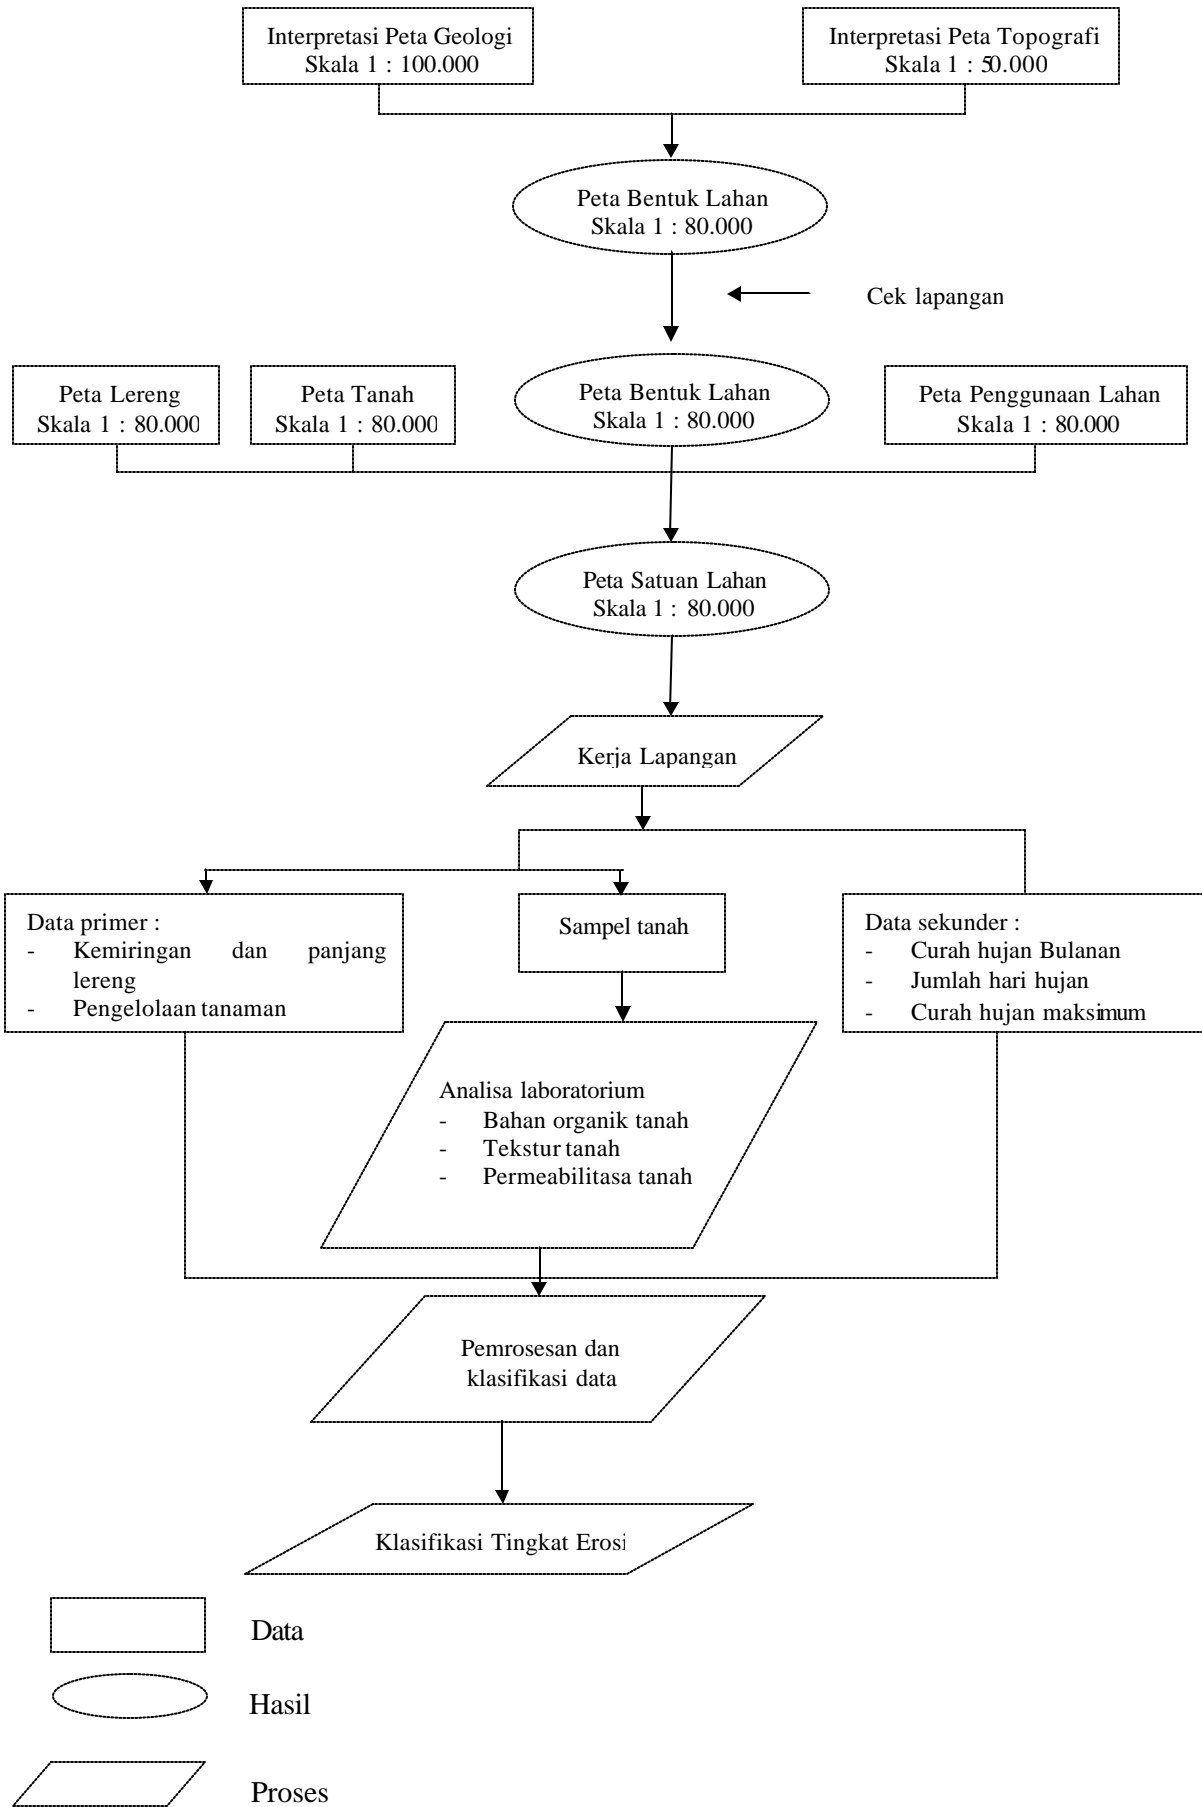 Interpretasi Peta Geologi
Skala 1 : 100.000
Interpretasi Peta Topografi
Skala 1 : 50.000
Peta Bentuk Lahan
Skala 1 : 80.000
Cek lapangan
Peta Lereng
Skala 1 : 80.000
Peta Tanah
Skala 1 : 80.000
Peta Bentuk Lahan
Skala 1 : 80.000
Peta Penggunaan Lahan
Skala 1 : 80.000
Peta Satuan Lahan
Skala 1 : 80.000
Kerja Lapangan
Data primer :
- Kemiringan dan panjang
lereng
- Pengelolaan tanaman
Sampel tanah
Data sekunder :
- Curah hujan Bulanan
- Jumlah hari hujan
- Curah hujan maksimum
Analisa laboratorium
- Bahan organik tanah
- Tekstur tanah
- Permeabilitasa tanah
Pemrosesan dan
klasifikasi data
Klasifikasi Tingkat Erosi
Data
Hasil
Proses